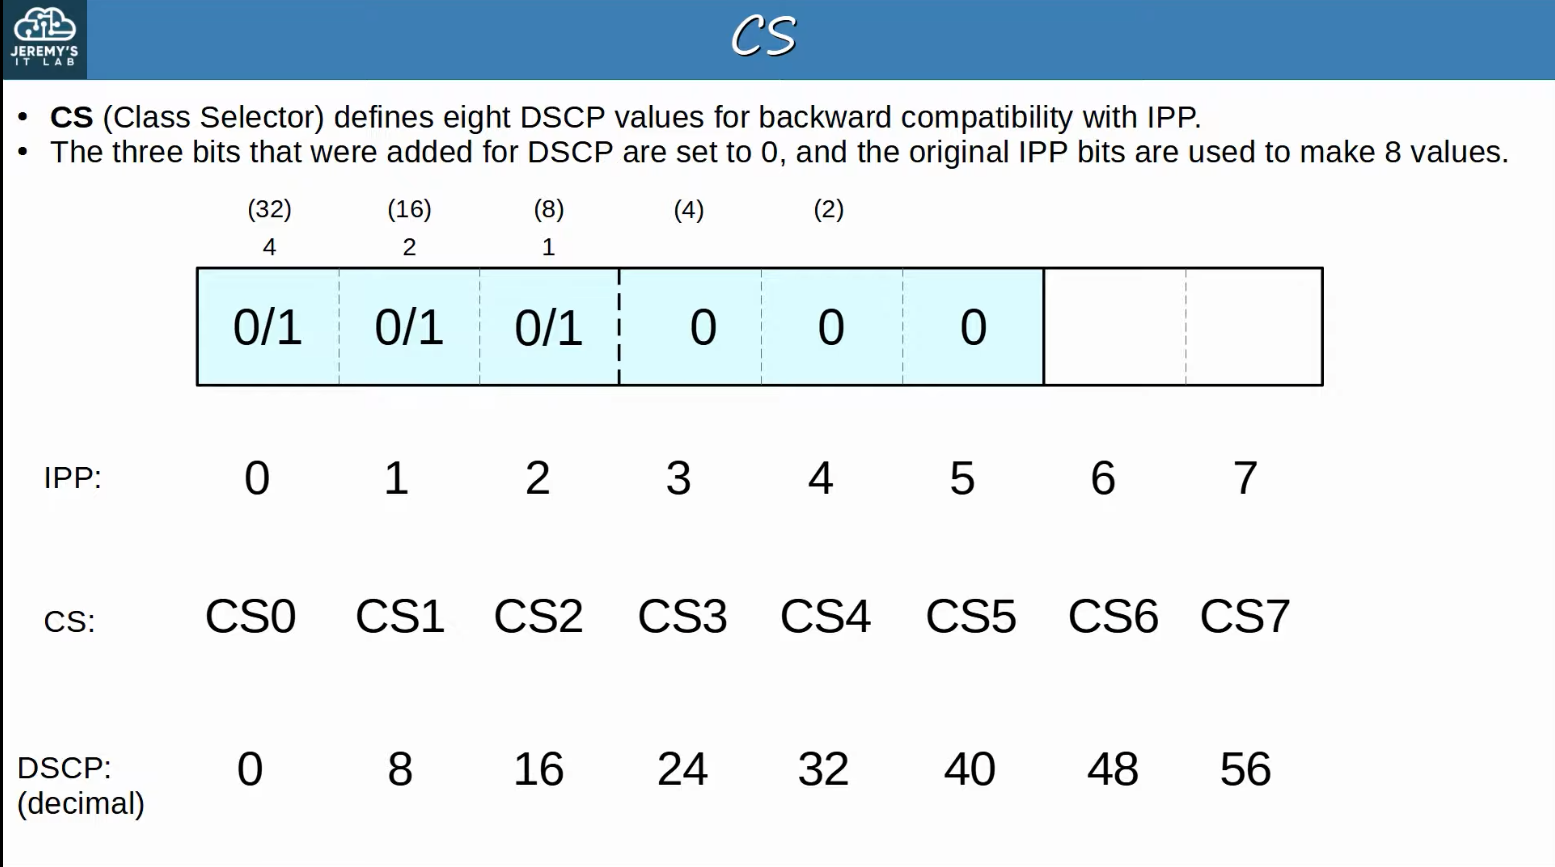 JEREMY'S
IT LAB
CS
• CS (Class Selector) defines eight DSCP values for backward compatibility with IPP.
• The three bits that were added for DSCP are set to 0, and the original IPP bits are used to make 8 values.
(32) (16) (8) (4) (2)
4 2 1
0/1 0/1 0/1 0 0 0
IPP: 0 1 2 3 4 5 6 7
CS: CS0 CS1 CS2 CS3 CS4 CS5 CS6 CS7
DSCP: 0 8 16 24 32 40 48 56
(decimal)